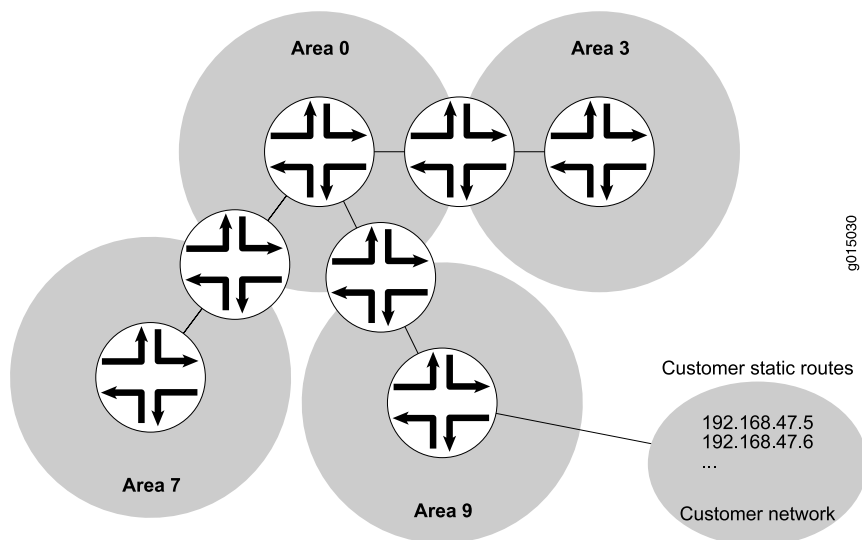 Area 0
Area 3
g015030
Customer static routes
192.168.47.5
192.168.47.6
...
Area 7
Area 9
Customer network